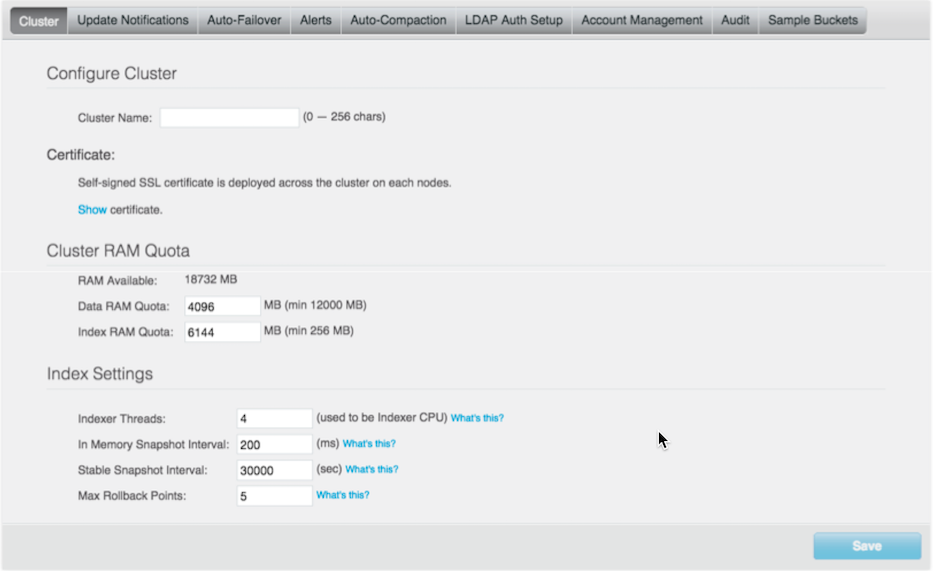 Cluster Update Notifications Auto-Failover Alerts Auto-Compaction LDAP Auth Setup Account Management Audit Sample Buckets
Configure Cluster
Cluster Name: (0 — 256 chars)
Certificate:
Self-signed SSL certificate is deployed across the cluster on each nodes.
Show certificate.
Cluster RAM Quota
RAM Available: 18732 MB
Data RAM Quota: 4096 MB (min 12000 MB)
Index RAM Quota: 6144 MB (min 256 MB)
Index Settings
Indexer Threads: 4 (used to be Indexer CPU) What's this?
In Memory Snapshot Interval: 200 (ms) What's this?
Stable Snapshot Interval: 30000 (sec) What's this?
Max Rollback Points: 5 What's this?
Save